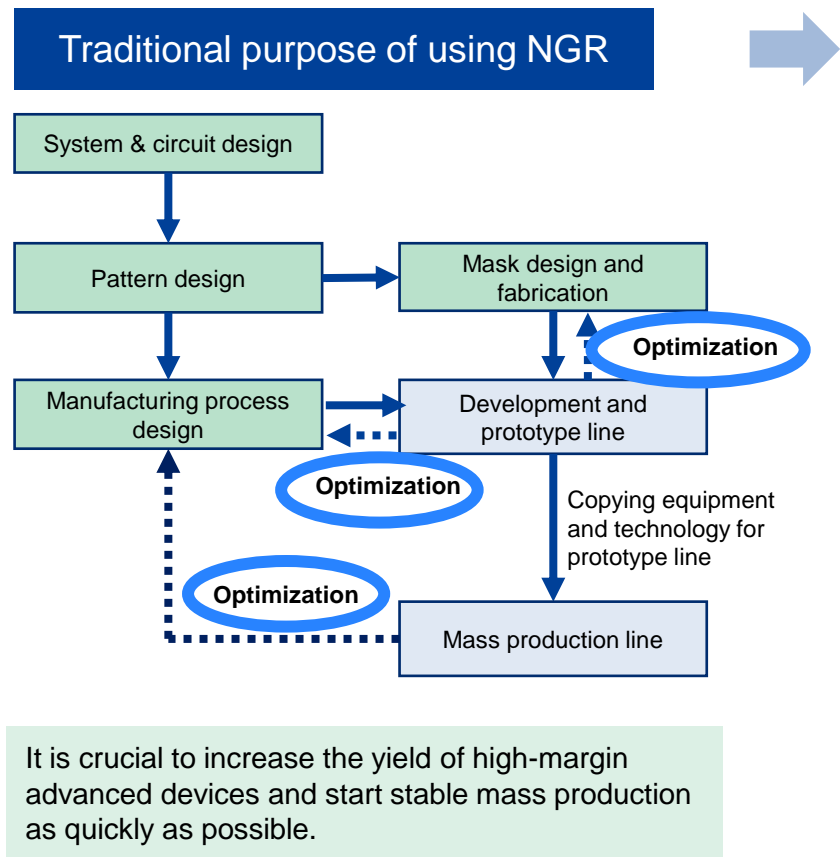 Traditional purpose of using NGR
System & circuit design
Pattern design
Mask design and
fabrication
Optimization
Manufacturing process
design
Development and
prototype line
Optimization
Copying equipment
and technology for
prototype line
Optimization
Mass production line
It is crucial to increase the yield of high-margin
advanced devices and start stable mass production
as quickly as possible.